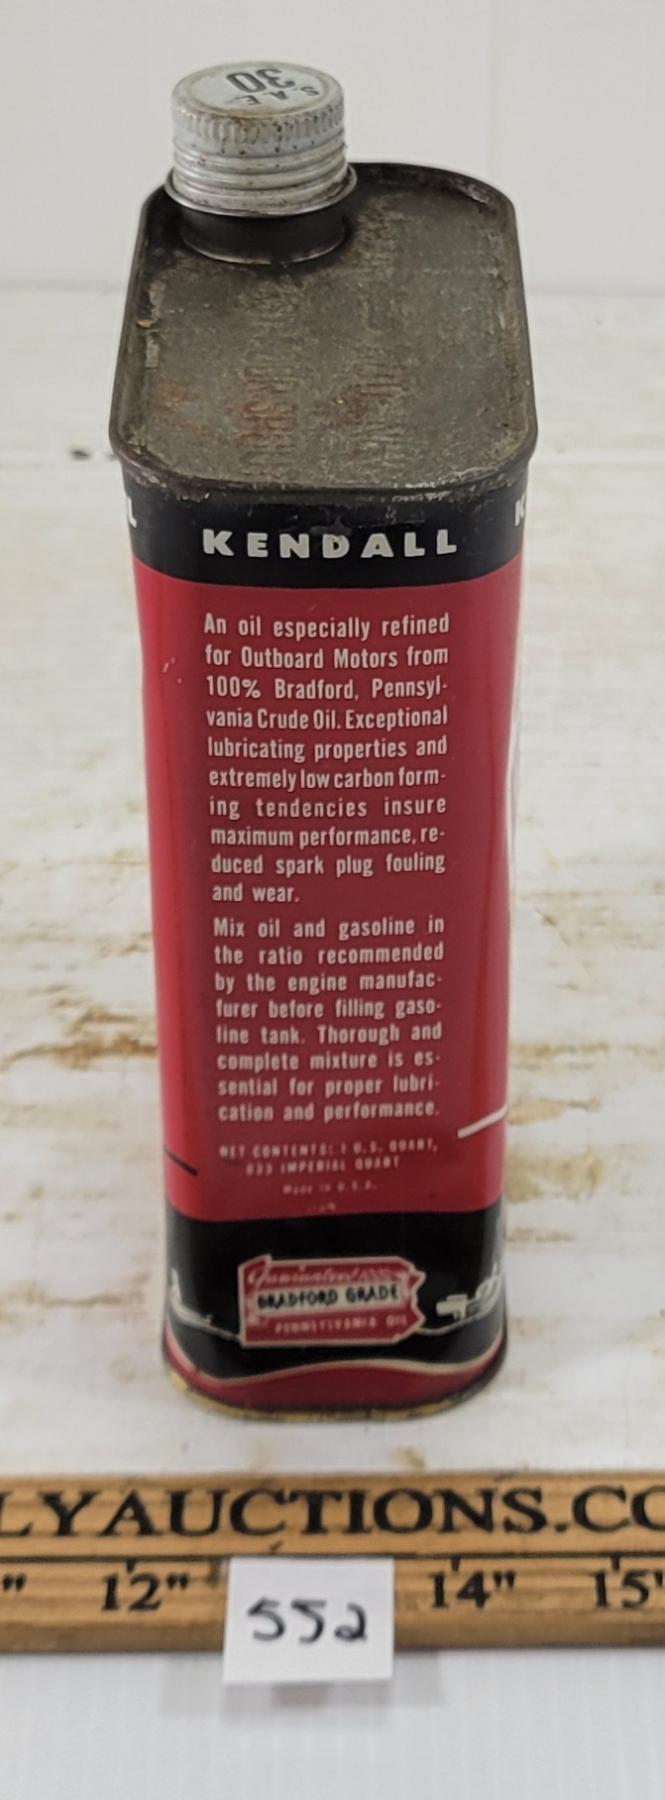 S.A.E.
30
KENDALL
An oil especially refined
for Outboard Motors from
100% Bradford, Pennsyl-
vania Crude Oil. Exceptional
lubricating properties and
extremely low carbon form-
ing tendencies insure
maximum performance, re-
duced spark plug fouling
and wear.
Mix oil and gasoline in
the ratio recommended
by the engine manufac-
furer before filling gaso-
line tank. Thorough and
complete mixture is es-
sential for proper lubri-
cation and performance.
NET CONTENTS: 1 U.S. QUART,
.833 IMPERIAL QUART
Made in U.S.A.
Guaranteed
BRADFORD GRADE
PENNSYLVANIA OIL
LYAUCTIONS.CO
12" 14" 15"
552